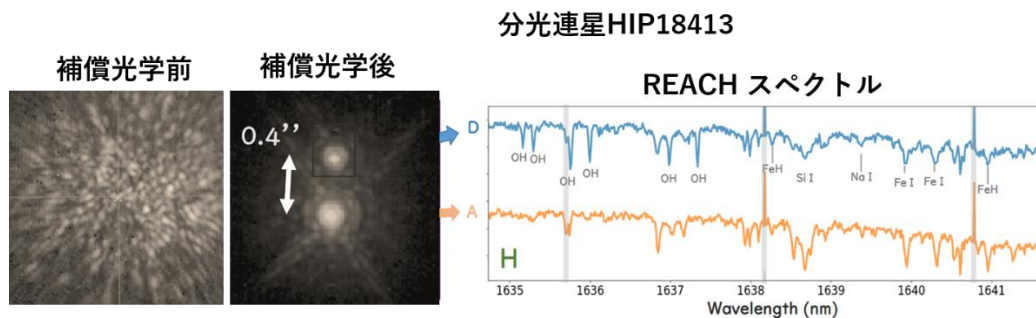 分光連星HIP18413
補償光学前
補償光学後
REACH スペクトル
0.4’’
D
A
OH OH
OH
OH
OH
OH
FeH
Si I
Na I
Fe I
Fe I
FeH
H
1635 1636 1637 1638 1639 1640 1641
Wavelength (nm)